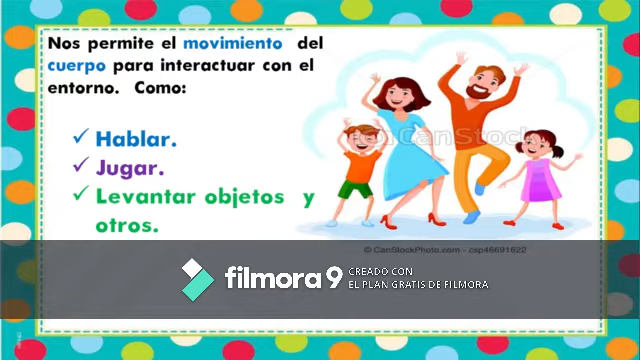 Nos permite el movimiento del
cuerpo para interactuar con el
entorno. Como:
✓ Hablar.
✓ Jugar.
✓ Levantar objetos y
otros.
CanStock
© CanStockPhoto.com - csp46691622
filmora 9
CREADO CON
EL PLAN GRATIS DE FILMORA